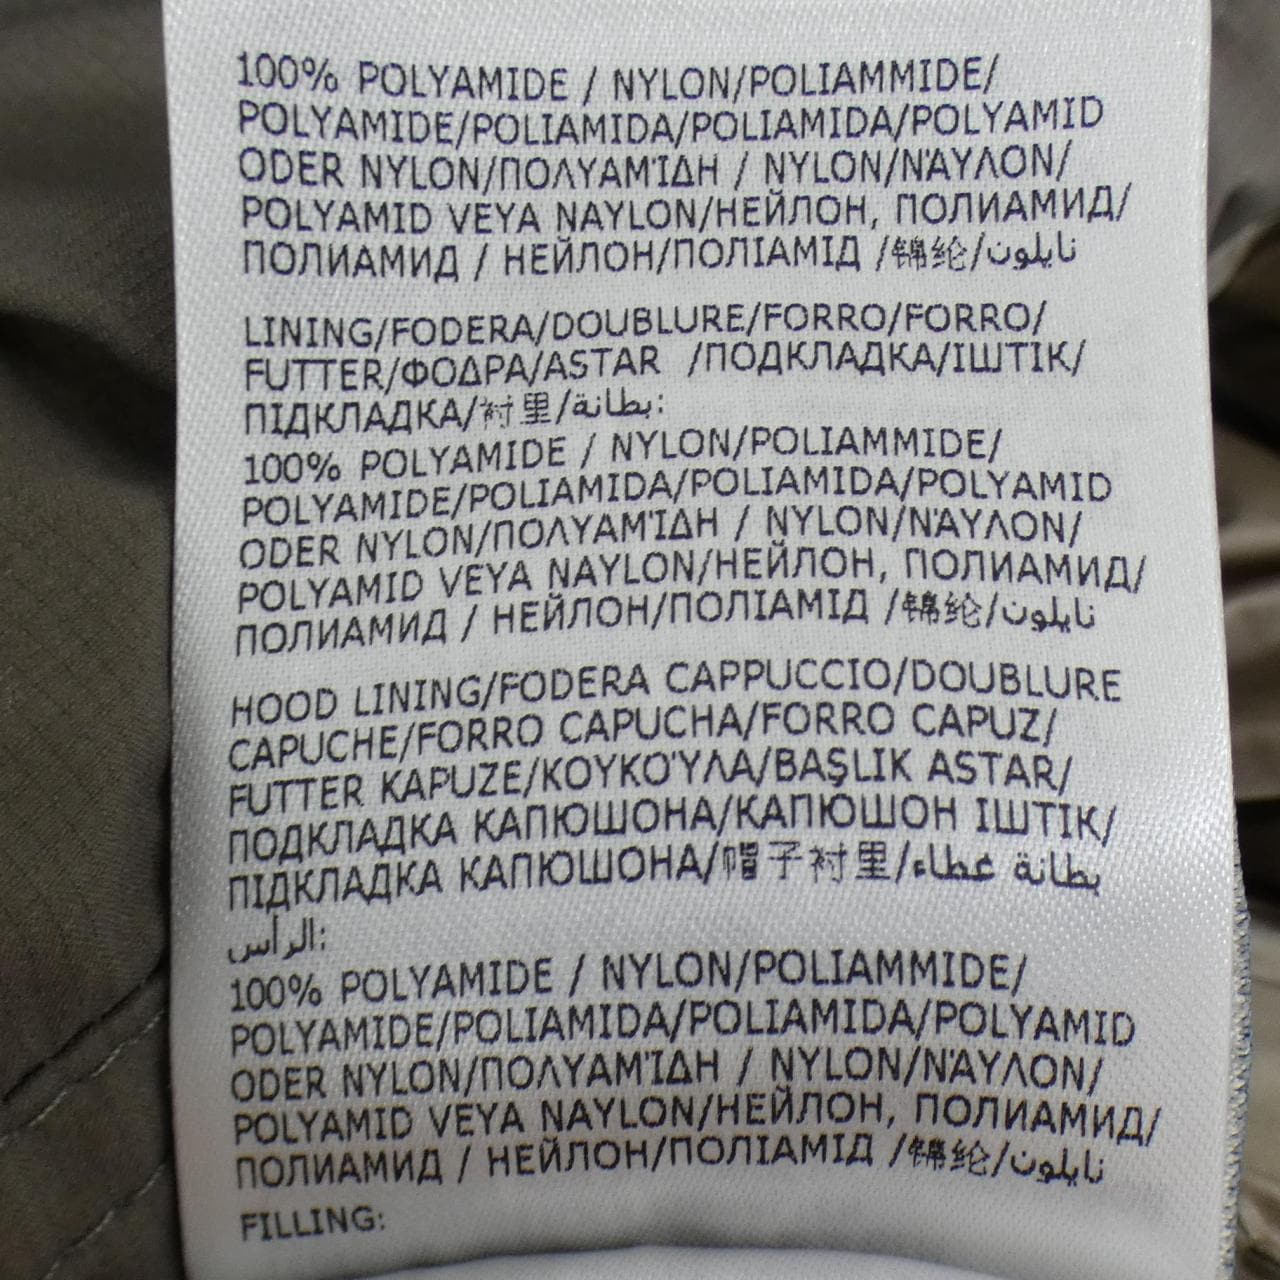 100% POLYAMIDE / NYLON/POLIAMMIDE/
POLYAMIDE/POLIAMIDA/POLIAMIDA/POLYAMID
ODER NYLON/ΠΟΛΥΑΜΊΔΗ / NYLON/ΝΆΥΛΟΝ/
POLYAMID VEYA NAYLON/НЕЙЛОН, ПОЛИАМИД/
ПОЛИАМИД / НЕЙЛОН/ПОЛІАМІД /锦纶/نايلون
LINING/FODERA/DOUBLURE/FORRO/FORRO/
FUTTER/ΦΟΔΡΑ/ASTAR /ПОДКЛАДКА/ІШТІК/
ПІДКЛАДКА/衬里/بطانة:
100% POLYAMIDE / NYLON/POLIAMMIDE/
POLYAMIDE/POLIAMIDA/POLIAMIDA/POLYAMID
ODER NYLON/ΠΟΛΥΑΜΊΔΗ / NYLON/ΝΆΥΛΟΝ/
POLYAMID VEYA NAYLON/НЕЙЛОН, ПОЛИАМИД/
ПОЛИАМИД / НЕЙЛОН/ПОЛІАМІД /锦纶/نايلون
HOOD LINING/FODERA CAPPUCCIO/DOUBLURE
CAPUCHE/FORRO CAPUCHA/FORRO CAPUZ/
FUTTER KAPUZE/ΚΟΥΚΟΎΛΑ/BAŞLIK ASTAR/
ПОДКЛАДКА КАПЮШОНА/КАПЮШОН ІШТІК/
ПІДКЛАДКА КАПЮШОНА/帽子衬里/بطانة غطاء
الرأس:
100% POLYAMIDE / NYLON/POLIAMMIDE/
POLYAMIDE/POLIAMIDA/POLIAMIDA/POLYAMID
ODER NYLON/ΠΟΛΥΑΜΊΔΗ / NYLON/ΝΆΥΛΟΝ/
POLYAMID VEYA NAYLON/НЕЙЛОН, ПОЛИАМИД/
ПОЛИАМИД / НЕЙЛОН/ПОЛІАМІД /锦纶/نايلون
FILLING: